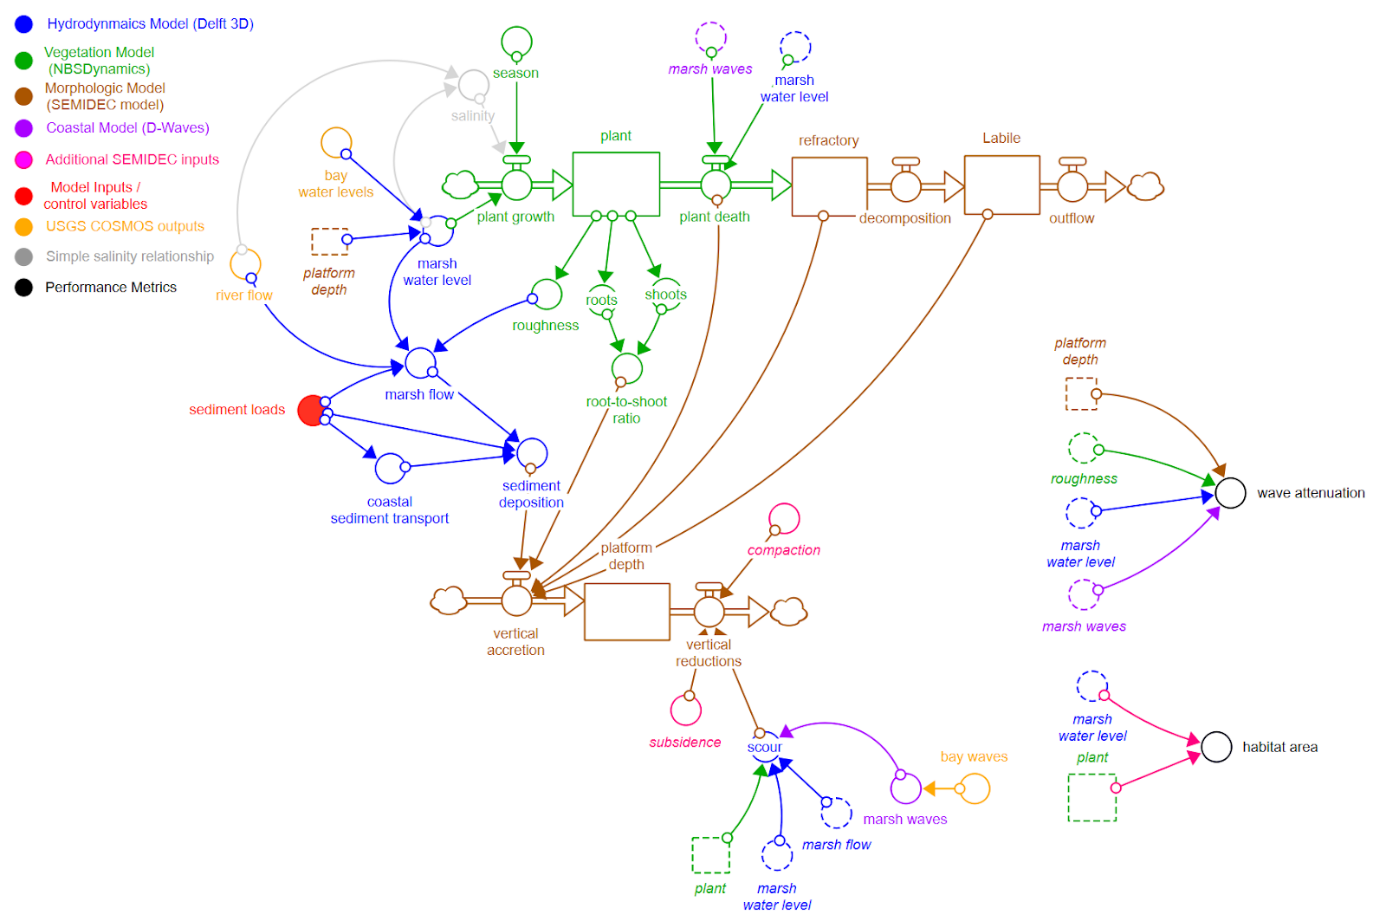 Hydrodynmaics Model (Delft 3D)
Vegetation Model
(NBSDynamics)
Morphologic Model
(SEMIDEC model)
Coastal Model (D-Waves)
Additional SEMIDEC inputs
Model Inputs /
control variables
USGS COSMOS outputs
Simple salinity relationship
Performance Metrics
season
marsh waves
marsh
water level
salinity
bay
water levels
plant
refractory
Labile
plant growth
plant death
decomposition
outflow
platform
depth
marsh
water level
river flow
roughness
roots
shoots
marsh flow
root-to-shoot
ratio
sediment loads
coastal
sediment transport
sediment
deposition
platform
depth
compaction
vertical
accretion
vertical
reductions
subsidence
scour
bay waves
marsh waves
marsh flow
plant
marsh
water level
platform
depth
roughness
marsh
water level
marsh waves
wave attenuation
marsh
water level
plant
habitat area